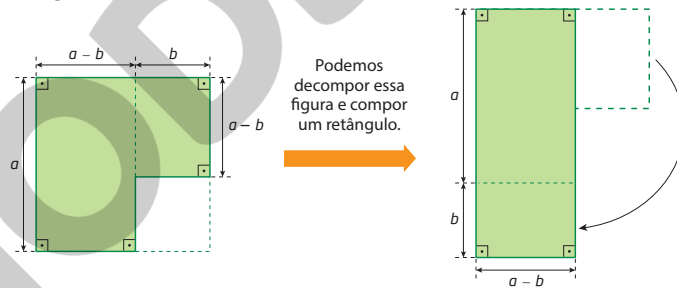 a – b
b
a
a – b
Podemos
decompor essa
figura e compor
um retângulo.
a
b
a – b